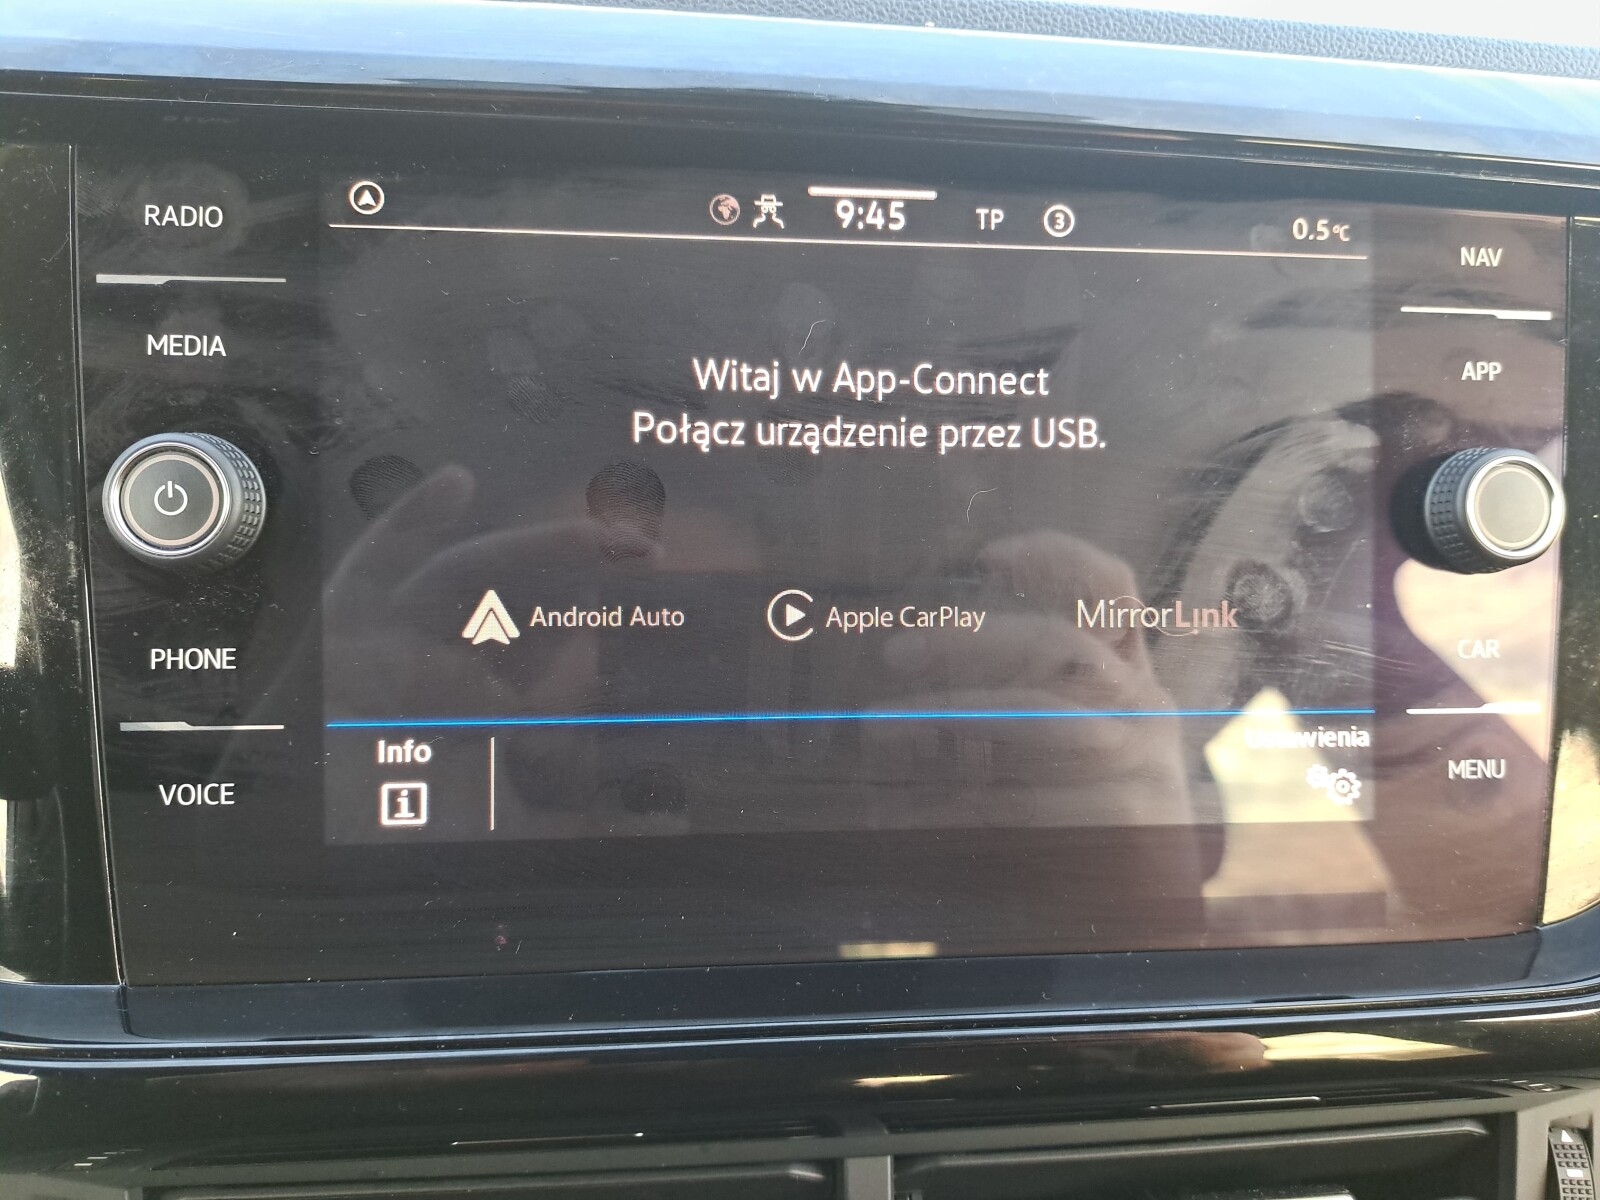 RADIO
MEDIA
PHONE
VOICE
9:45 TP 3 0.5°C
Witaj w App-Connect
Połącz urządzenie przez USB.
Android Auto
Apple CarPlay
MirrorLink
Info
i
NAV
APP
CAR
MENU